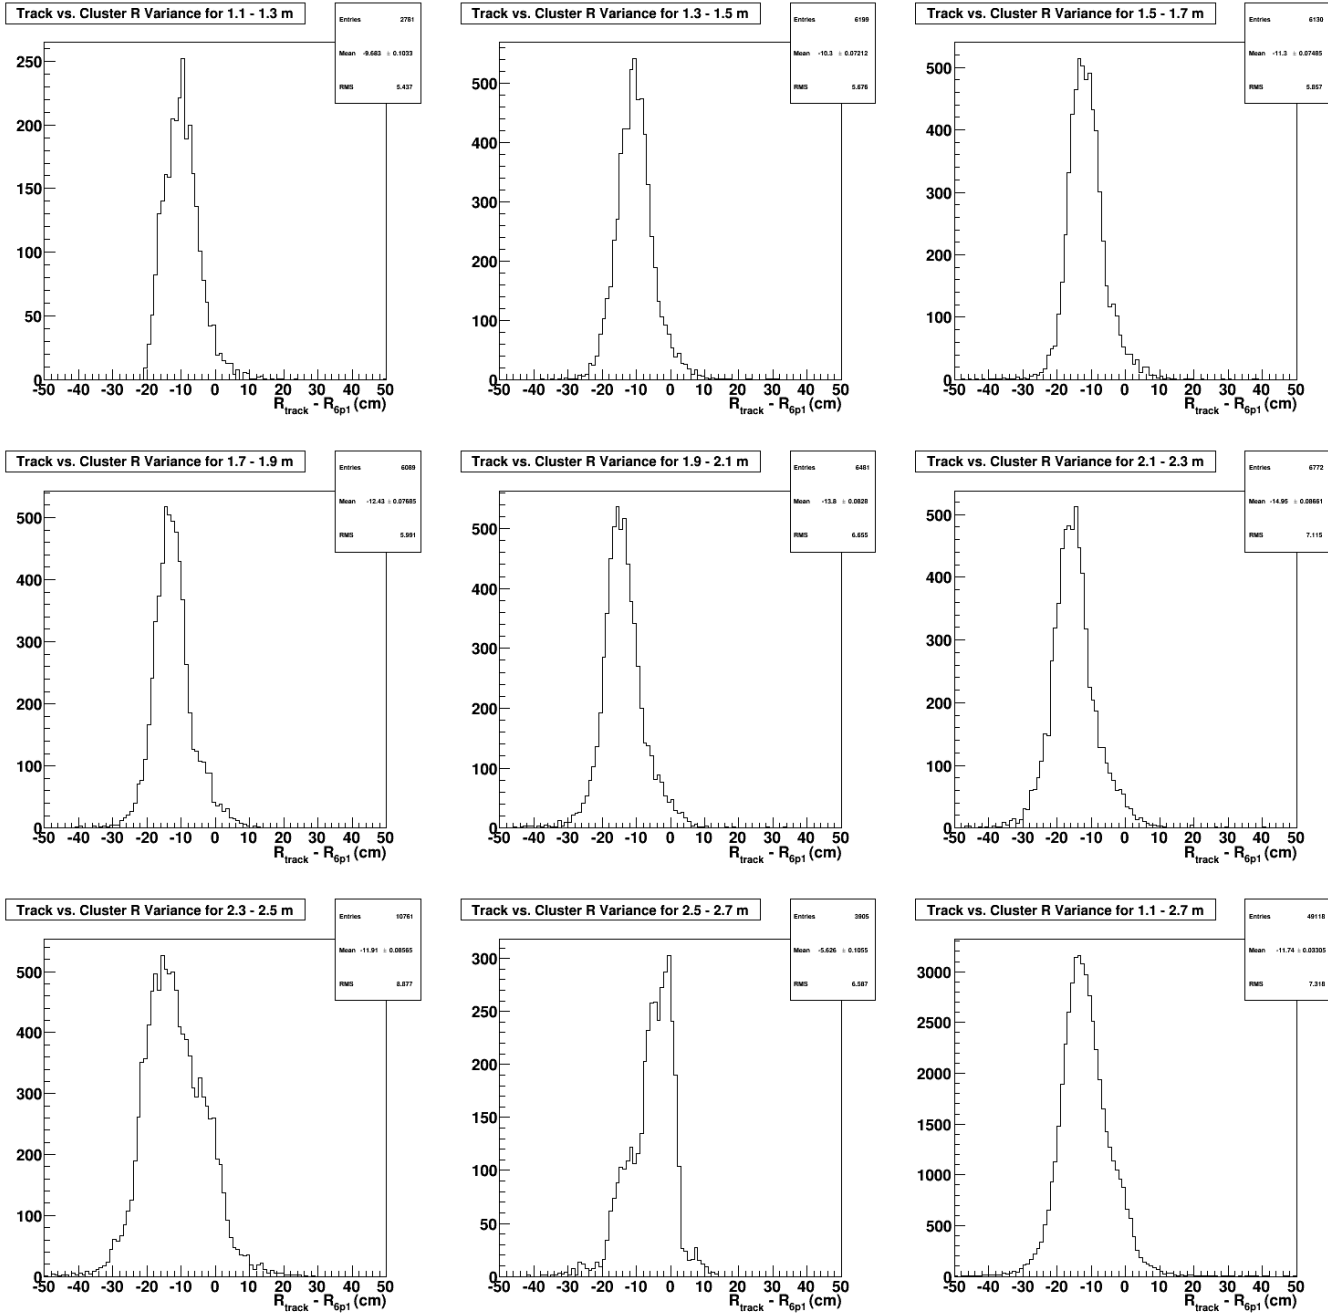 Track vs. Cluster R Variance for 1.1 - 1.3 m
Entries 2781
Mean -9.683 ± 0.1033
RMS 5.437
250
200
150
100
50
0
-50 -40 -30 -20 -10 0 10 20 30 40 50
R_track - R_6p1 (cm)
Track vs. Cluster R Variance for 1.3 - 1.5 m
Entries 6199
Mean -10.3 ± 0.07212
RMS 5.676
500
400
300
200
100
0
-50 -40 -30 -20 -10 0 10 20 30 40 50
R_track - R_6p1 (cm)
Track vs. Cluster R Variance for 1.5 - 1.7 m
Entries 6130
Mean -11.3 ± 0.07485
RMS 5.857
500
400
300
200
100
0
-50 -40 -30 -20 -10 0 10 20 30 40 50
R_track - R_6p1 (cm)
Track vs. Cluster R Variance for 1.7 - 1.9 m
Entries 6089
Mean -12.43 ± 0.07685
RMS 5.991
500
400
300
200
100
0
-50 -40 -30 -20 -10 0 10 20 30 40 50
R_track - R_6p1 (cm)
Track vs. Cluster R Variance for 1.9 - 2.1 m
Entries 6481
Mean -13.8 ± 0.0828
RMS 6.655
500
400
300
200
100
0
-50 -40 -30 -20 -10 0 10 20 30 40 50
R_track - R_6p1 (cm)
Track vs. Cluster R Variance for 2.1 - 2.3 m
Entries 6772
Mean -14.95 ± 0.08661
RMS 7.115
500
400
300
200
100
0
-50 -40 -30 -20 -10 0 10 20 30 40 50
R_track - R_6p1 (cm)
Track vs. Cluster R Variance for 2.3 - 2.5 m
Entries 10761
Mean -11.91 ± 0.08565
RMS 8.877
500
400
300
200
100
0
-50 -40 -30 -20 -10 0 10 20 30 40 50
R_track - R_6p1 (cm)
Track vs. Cluster R Variance for 2.5 - 2.7 m
Entries 3905
Mean -5.626 ± 0.1055
RMS 6.587
300
250
200
150
100
50
0
-50 -40 -30 -20 -10 0 10 20 30 40 50
R_track - R_6p1 (cm)
Track vs. Cluster R Variance for 1.1 - 2.7 m
Entries 49118
Mean -11.74 ± 0.03305
RMS 7.318
3000
2500
2000
1500
1000
500
0
-50 -40 -30 -20 -10 0 10 20 30 40 50
R_track - R_6p1 (cm)